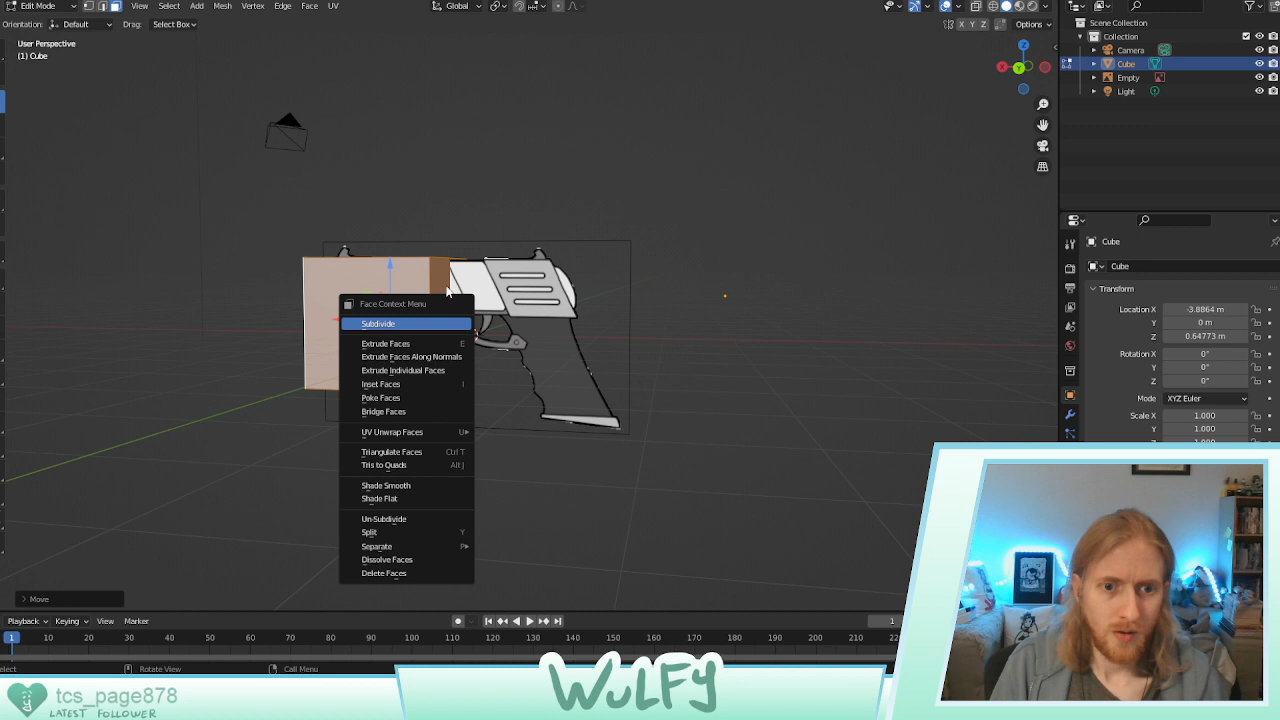 Edit Mode View Select Add Mesh Vertex Edge Face UV Global
Orientation: Default Drag: Select Box X Y Z Options
User Perspective
(1) Cube
Scene Collection
Collection
Camera
Cube
Empty
Light
Z
X
Y
Face Context Menu
Subdivide
Extrude Faces E
Extrude Faces Along Normals
Extrude Individual Faces
Inset Faces I
Poke Faces
Bridge Faces
UV Unwrap Faces U
Triangulate Faces Ctrl T
Tris to Quads Alt J
Shade Smooth
Shade Flat
Un-Subdivide
Split Y
Separate P
Dissolve Faces
Delete Faces
Cube
Cube
Transform
Location X -3.8864 m
Y 0 m
Z 0.64773 m
Rotation X 0°
Y 0°
Z 0°
Mode XYZ Euler
Scale X 1.000
Y 1.000
Move
Playback Keying View Marker 1
1 10 20 30 40 50 60 70 80 90 100 110 120 130 140 150 160 170 180 190 200 210
Rotate View Call Menu
tcs_page878
LATEST FOLLOWER
WULFY